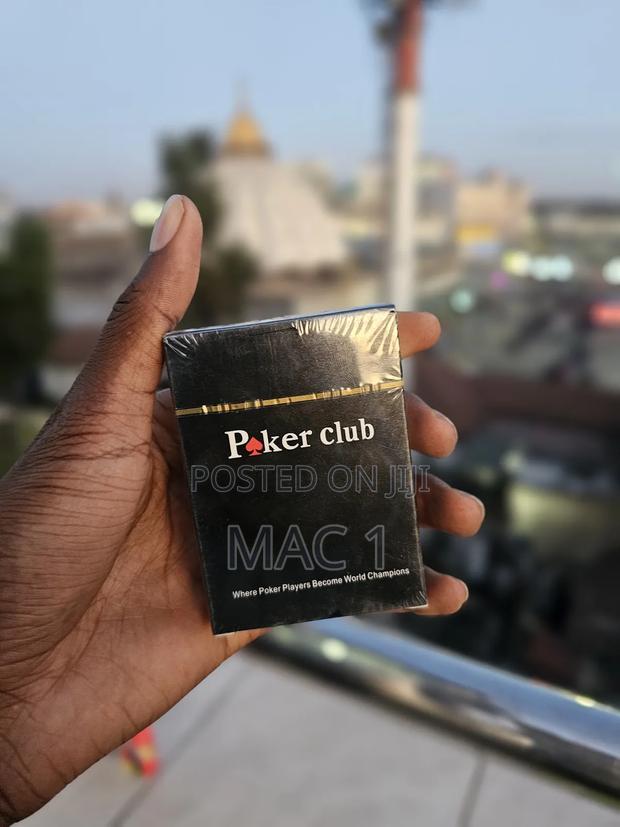 Poker club
POSTED ON JIJI
MAC 1
Where Poker Players Become World Champions